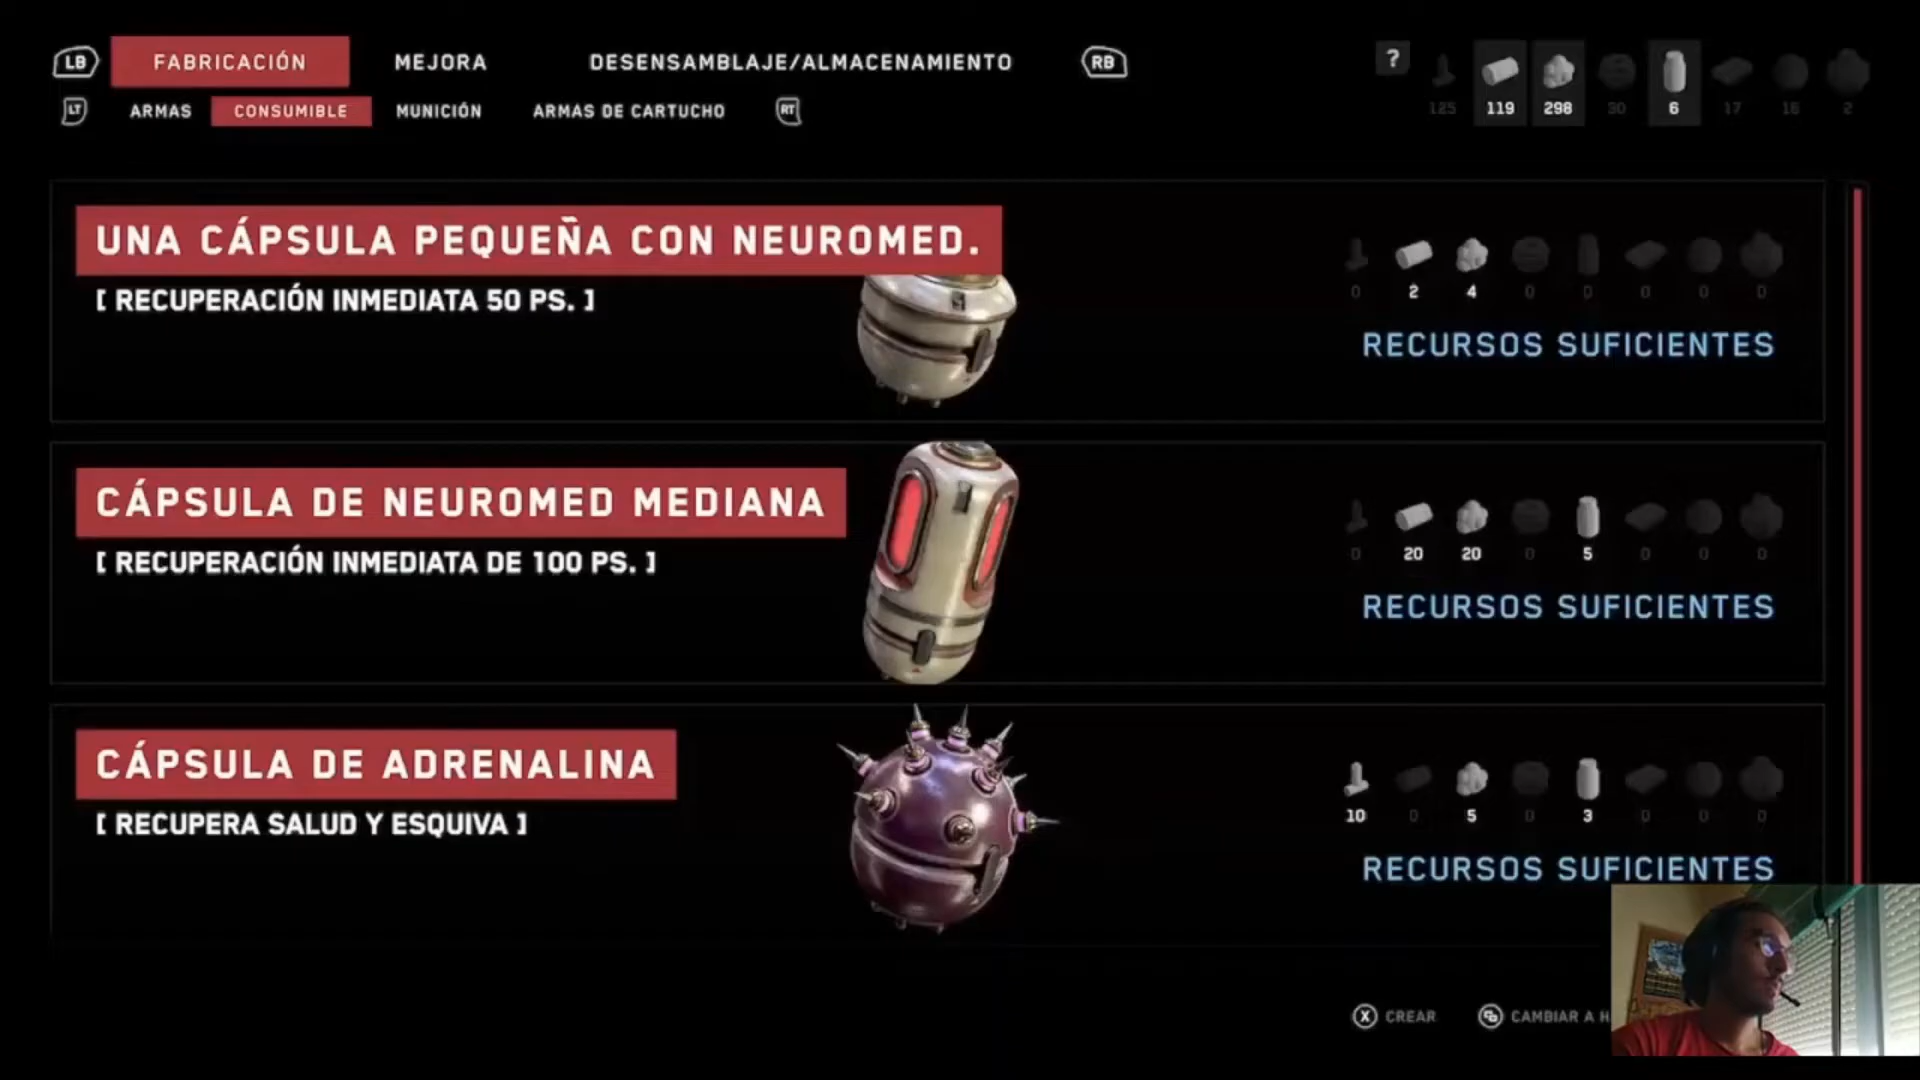 LB FABRICACIÓN MEJORA DESENSAMBLAJE/ALMACENAMIENTO RB ?
LT ARMAS CONSUMIBLE MUNICIÓN ARMAS DE CARTUCHO RT
125 119 298 30 6 17 16 2
UNA CÁPSULA PEQUEÑA CON NEUROMED.
[ RECUPERACIÓN INMEDIATA 50 PS. ]
0 2 4 0 0 0 0 0
RECURSOS SUFICIENTES
CÁPSULA DE NEUROMED MEDIANA
[ RECUPERACIÓN INMEDIATA DE 100 PS. ]
0 20 20 0 5 0 0 0
RECURSOS SUFICIENTES
CÁPSULA DE ADRENALINA
[ RECUPERA SALUD Y ESQUIVA ]
10 0 5 0 3 0 0 0
RECURSOS SUFICIENTES
X CREAR CAMBIAR A H